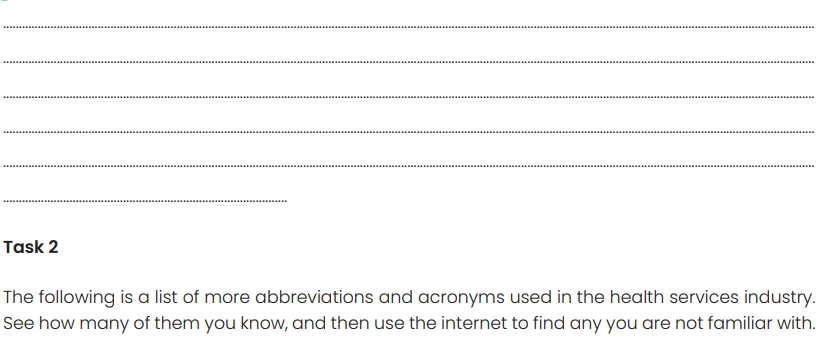 Task 2
The following is a list of more abbreviations and acronyms used in the health services industry.
See how many of them you know, and then use the internet to find any you are not familiar with.